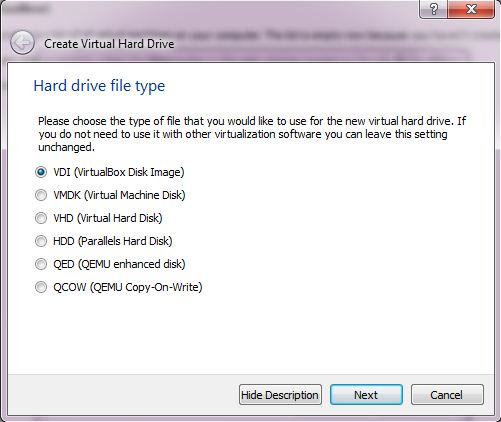 Create Virtual Hard Drive
Hard drive file type
Please choose the type of file that you would like to use for the new virtual hard drive. If
you do not need to use it with other virtualization software you can leave this setting
unchanged.
VDI (VirtualBox Disk Image)
VMDK (Virtual Machine Disk)
VHD (Virtual Hard Disk)
HDD (Parallels Hard Disk)
QED (QEMU enhanced disk)
QCOW (QEMU Copy-On-Write)
Hide Description
Next
Cancel